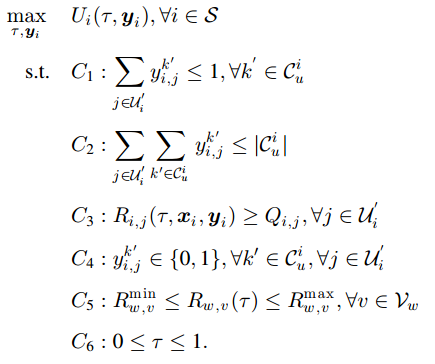 max_{τ,𝒚_i} U_i(τ, 𝒚_i), ∀i ∈ 𝒮
s.t. C_1 : ∑_{j∈𝒰_i^'} y_{i,j}^{k'} ≤ 1, ∀k' ∈ 𝒞_u^i
C_2 : ∑_{j∈𝒰_i^'} ∑_{k'∈𝒞_u^i} y_{i,j}^{k'} ≤ |𝒞_u^i|
C_3 : R_{i,j}(τ, 𝒙_i, 𝒚_i) ≥ Q_{i,j}, ∀j ∈ 𝒰_i^'
C_4 : y_{i,j}^{k'} ∈ {0, 1}, ∀k' ∈ 𝒞_u^i, ∀j ∈ 𝒰_i^'
C_5 : R_{w,v}^{min} ≤ R_{w,v}(τ) ≤ R_{w,v}^{max}, ∀v ∈ 𝒱_w
C_6 : 0 ≤ τ ≤ 1.